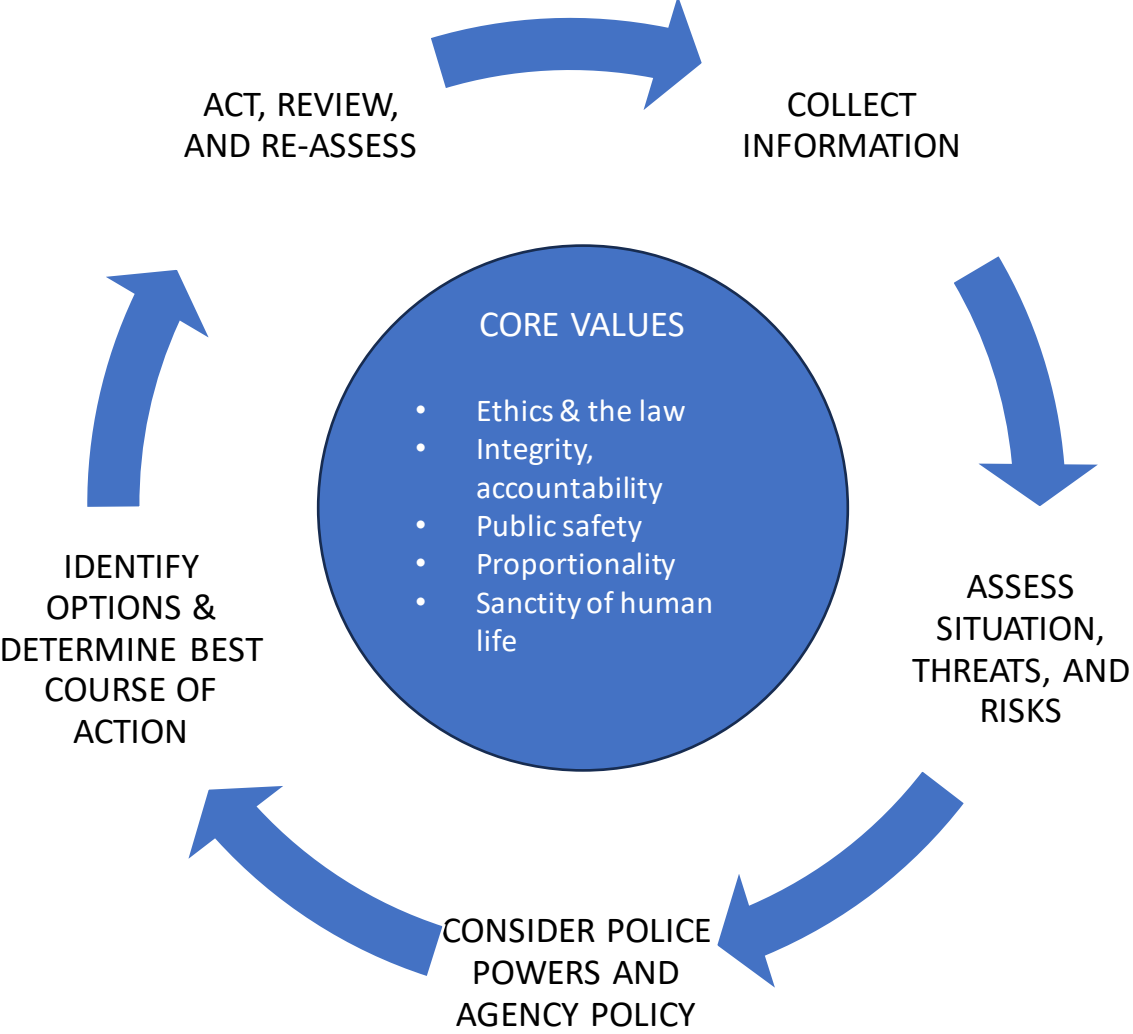 ACT, REVIEW,
AND RE-ASSESS
COLLECT
INFORMATION
CORE VALUES
• Ethics & the law
• Integrity,
accountability
• Public safety
• Proportionality
• Sanctity of human
life
ASSESS
SITUATION,
THREATS, AND
RISKS
CONSIDER POLICE
POWERS AND
AGENCY POLICY
IDENTIFY
OPTIONS &
DETERMINE BEST
COURSE OF
ACTION